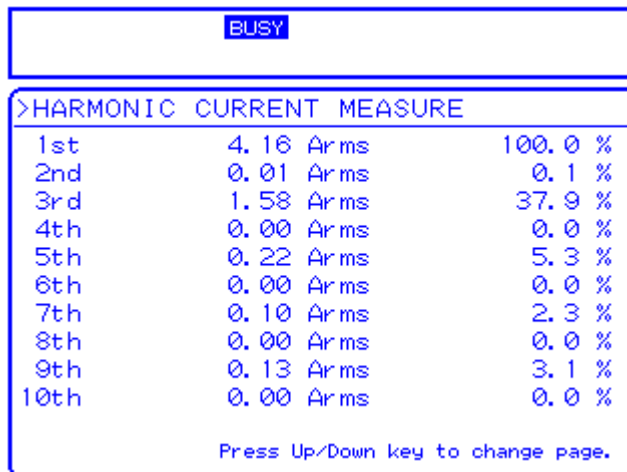 BUSY
>HARMONIC CURRENT MEASURE
1st 4.16 Arms 100.0 %
2nd 0.01 Arms 0.1 %
3rd 1.58 Arms 37.9 %
4th 0.00 Arms 0.0 %
5th 0.22 Arms 5.3 %
6th 0.00 Arms 0.0 %
7th 0.10 Arms 2.3 %
8th 0.00 Arms 0.0 %
9th 0.13 Arms 3.1 %
10th 0.00 Arms 0.0 %
Press Up/Down key to change page.